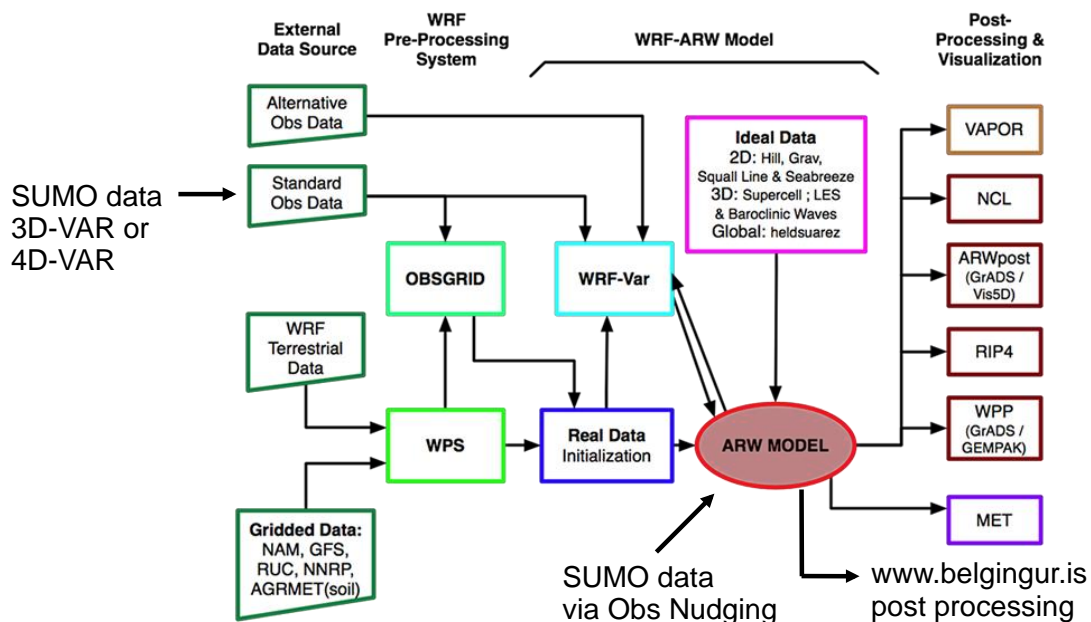 External
Data Source
WRF
Pre-Processing
System
WRF-ARW Model
Post-
Processing &
Visualization
Alternative
Obs Data
SUMO data
3D-VAR or
4D-VAR
Standard
Obs Data
WRF
Terrestrial
Data
Gridded Data:
NAM, GFS,
RUC, NNRP,
AGRMET(soil)
OBSGRID
WPS
WRF-Var
Real Data
Initialization
Ideal Data
2D: Hill, Grav,
Squall Line & Seabreeze
3D: Supercell ; LES
& Baroclinic Waves
Global: heldsuarez
ARW MODEL
SUMO data
via Obs Nudging
VAPOR
NCL
ARWpost
(GrADS /
Vis5D)
RIP4
WPP
(GrADS /
GEMPAK)
MET
www.belgingur.is
post processing